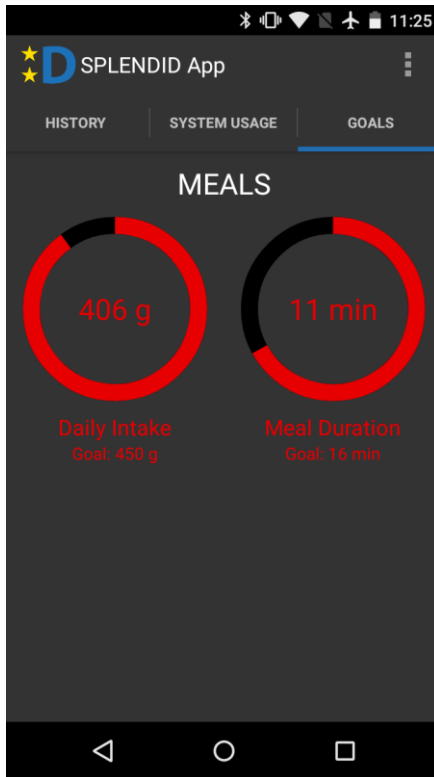 11:25
D SPLENDID App
HISTORY SYSTEM USAGE GOALS
MEALS
406 g 11 min
Daily Intake Meal Duration
Goal: 450 g Goal: 16 min